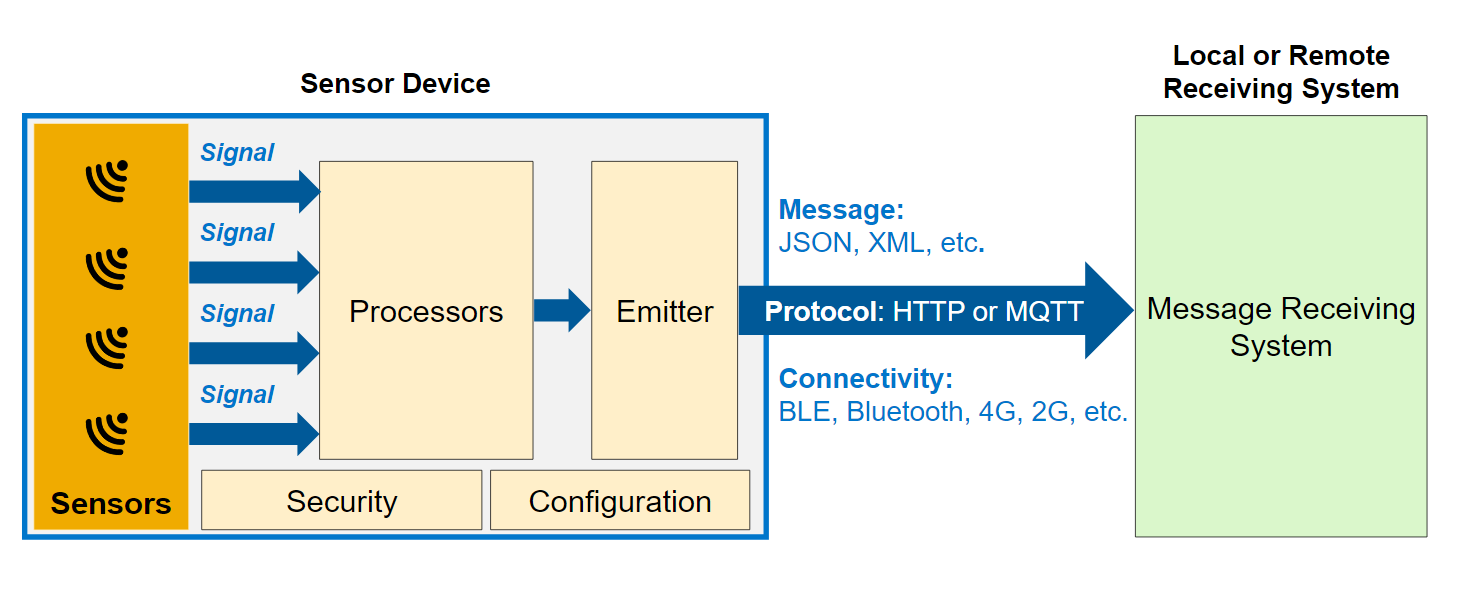 Local or Remote
Receiving System
Sensor Device
Signal
Signal
Signal
Signal
Sensors
Processors
Emitter
Security
Configuration
Message:
JSON, XML, etc.
Protocol: HTTP or MQTT
Connectivity:
BLE, Bluetooth, 4G, 2G, etc.
Message Receiving
System